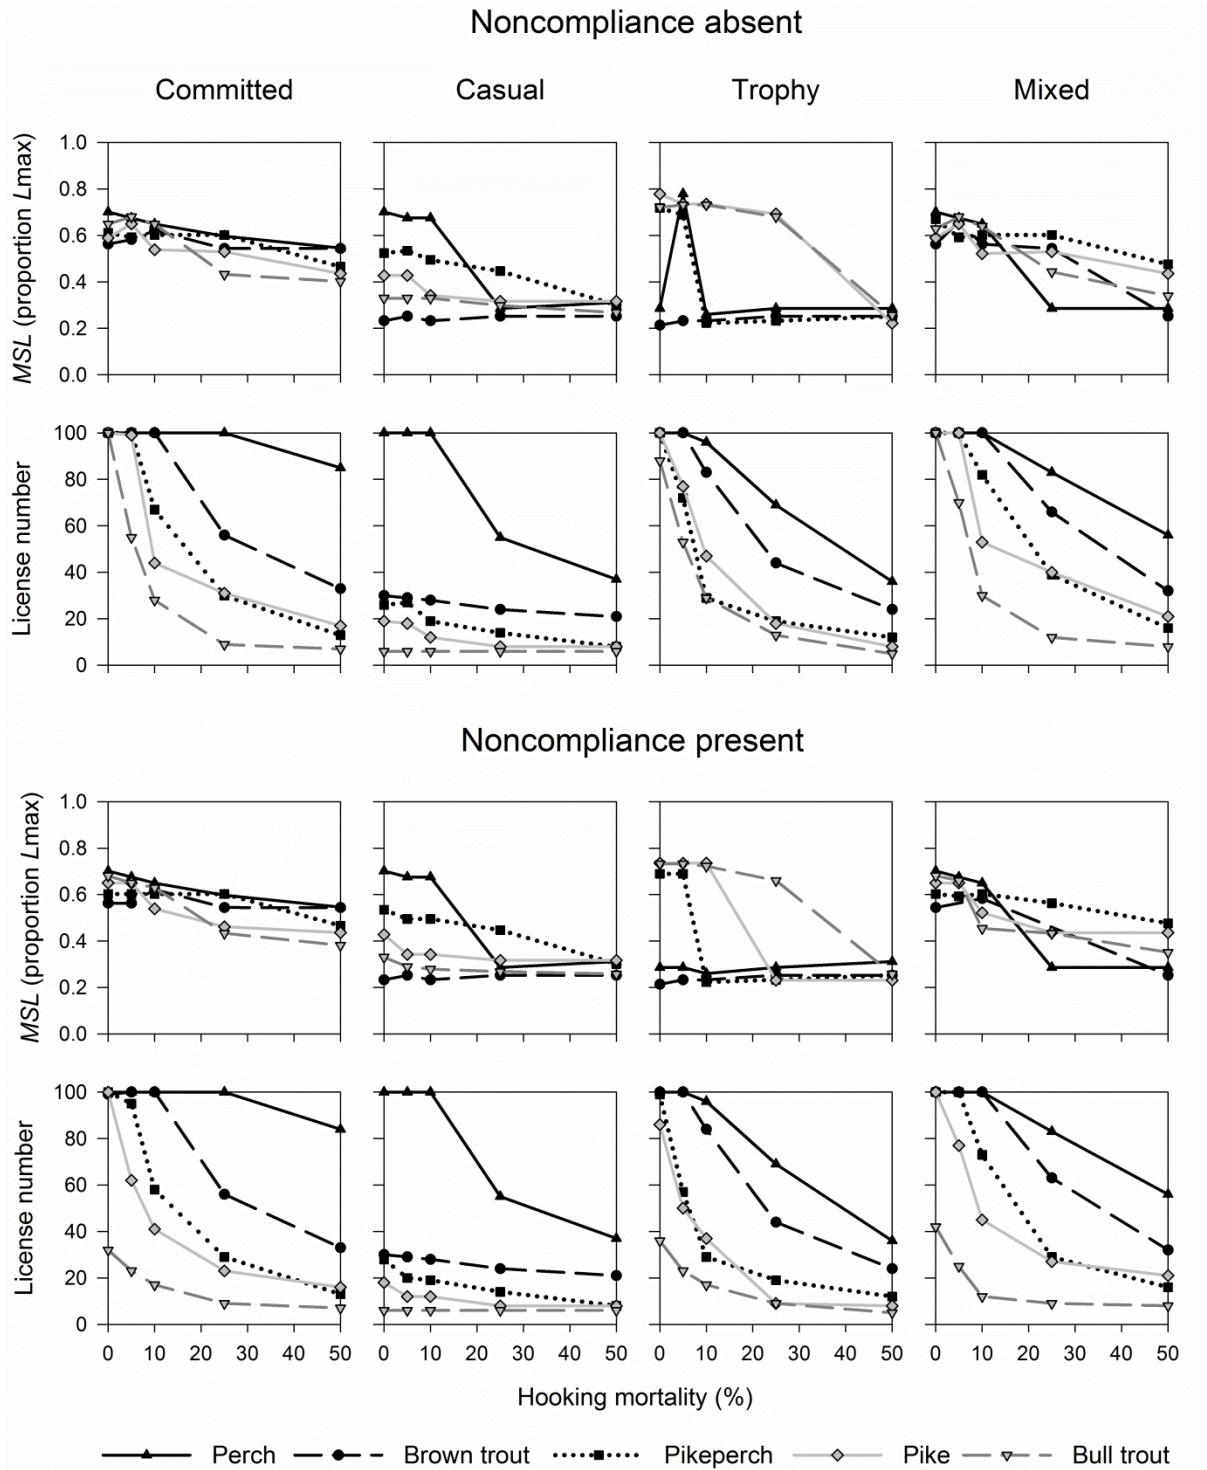 Noncompliance absent
Committed Casual Trophy Mixed
MSL (proportion Lmax)
1.0
0.8
0.6
0.4
0.2
0.0
License number
100
80
60
40
20
0
Noncompliance present
MSL (proportion Lmax)
1.0
0.8
0.6
0.4
0.2
0.0
License number
100
80
60
40
20
0
0 10 20 30 40 50 0 10 20 30 40 50 0 10 20 30 40 50 0 10 20 30 40 50
Hooking mortality (%)
Perch Brown trout Pikeperch Pike Bull trout